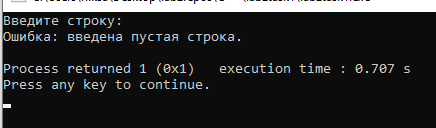 Введите строку:
Ошибка: введена пустая строка.
Process returned 1 (0x1)   execution time : 0.707 s
Press any key to continue.